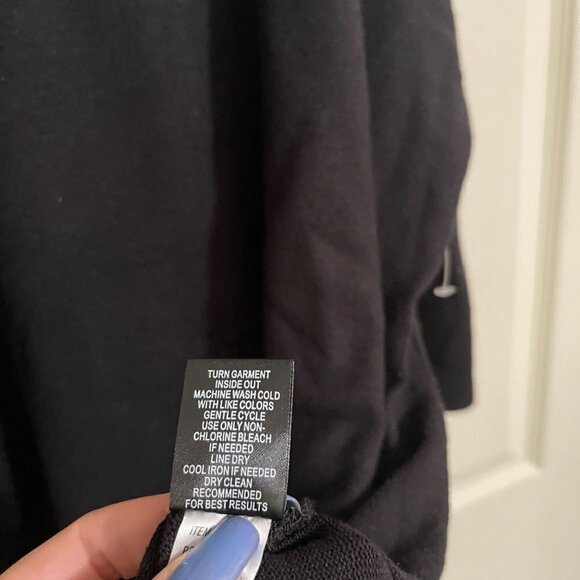 TURN GARMENT
INSIDE OUT
MACHINE WASH COLD
WITH LIKE COLORS
GENTLE CYCLE
USE ONLY NON-
CHLORINE BLEACH
IF NEEDED
LINE DRY
COOL IRON IF NEEDED
DRY CLEAN
RECOMMENDED
FOR BEST RESULTS
ITEM